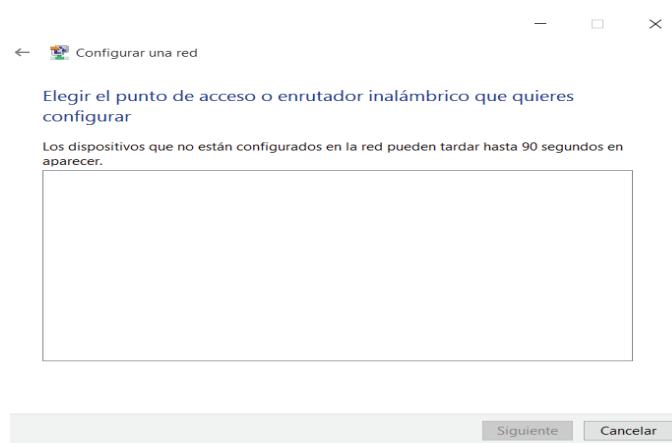 Configurar una red
Elegir el punto de acceso o enrutador inalámbrico que quieres
configurar
Los dispositivos que no están configurados en la red pueden tardar hasta 90 segundos en
aparecer.
Siguiente
Cancelar